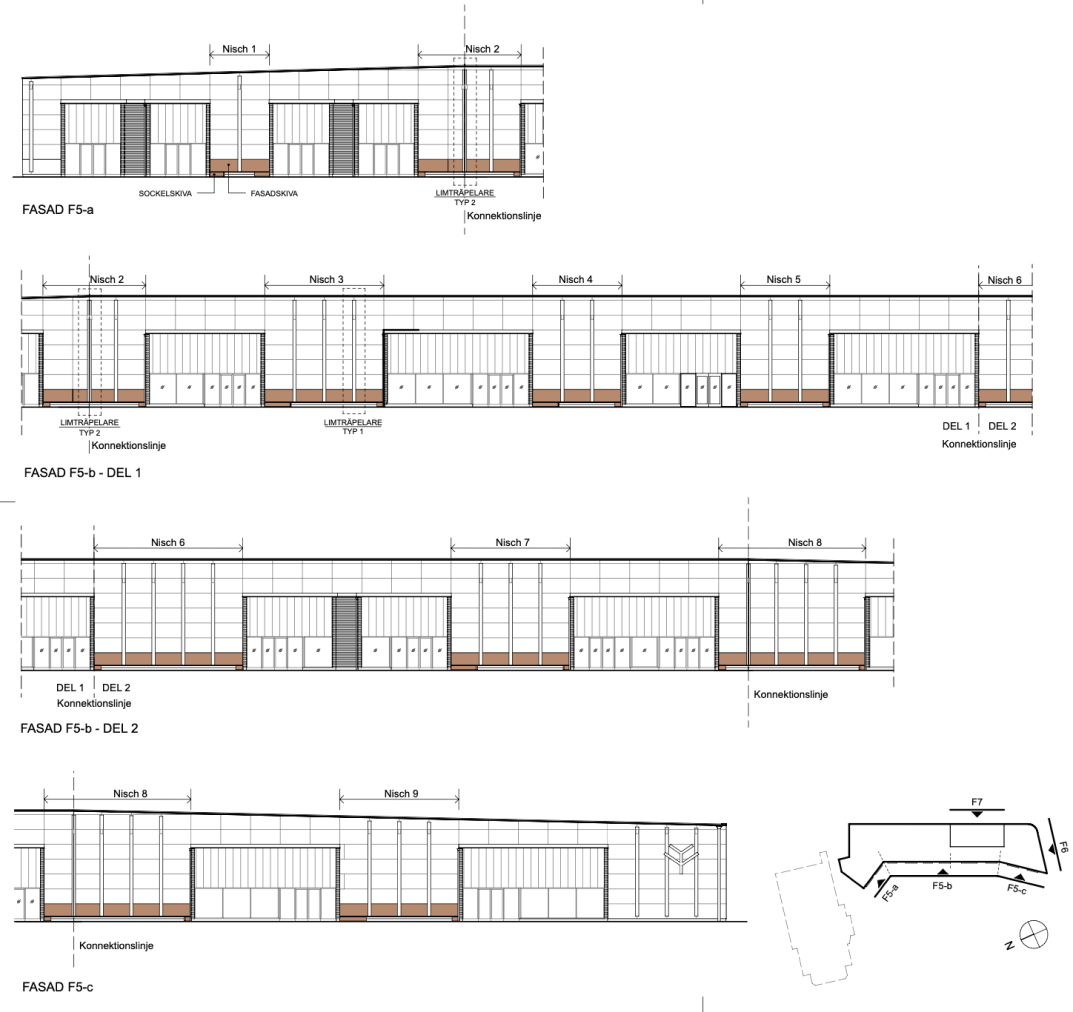 Nisch 1
Nisch 2
SOCKELSKIVA
FASADSKIVA
LIMTRÄPELARE
TYP 2
Konnektionslinje
FASAD F5-a
Nisch 2
Nisch 3
Nisch 4
Nisch 5
Nisch 6
LIMTRÄPELARE
TYP 2
LIMTRÄPELARE
TYP 1
Konnektionslinje
DEL 1
DEL 2
Konnektionslinje
FASAD F5-b - DEL 1
Nisch 6
Nisch 7
Nisch 8
DEL 1
DEL 2
Konnektionslinje
Konnektionslinje
FASAD F5-b - DEL 2
Nisch 8
Nisch 9
Konnektionslinje
FASAD F5-c
F7
F6
F5-a
F5-b
F5-c
N